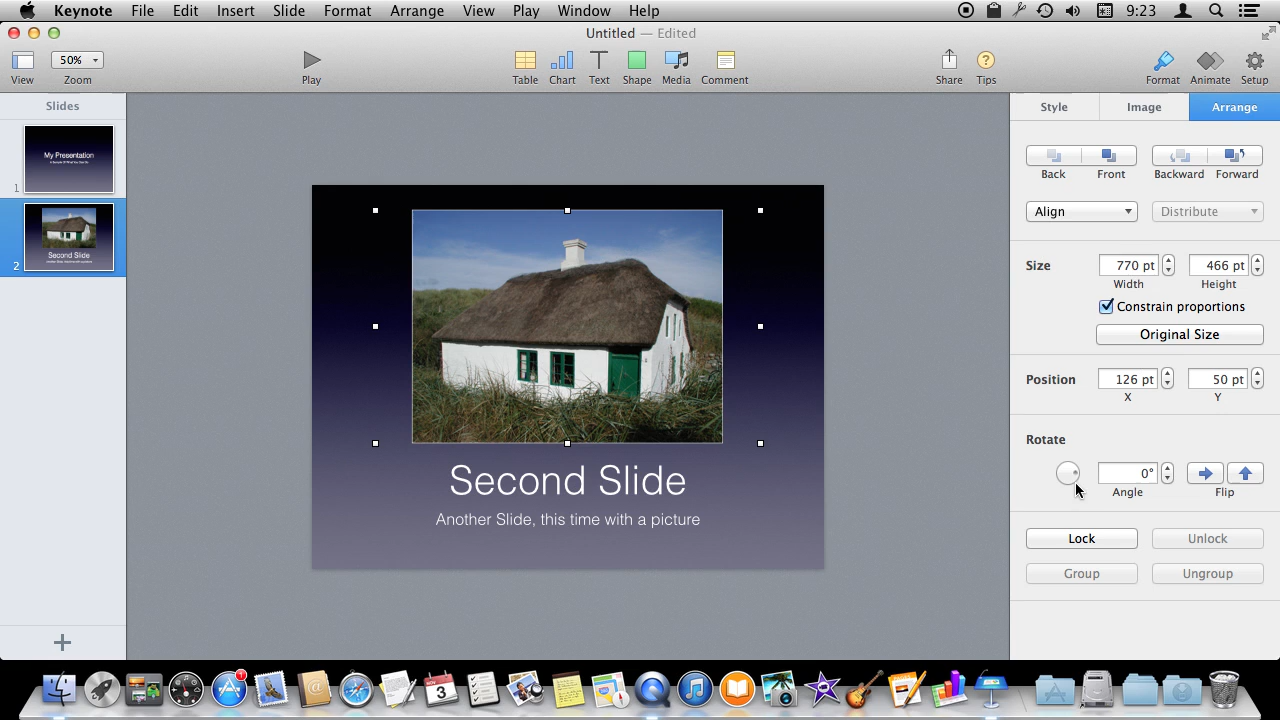 Keynote File Edit Insert Slide Format Arrange View Play Window Help 9:23
Untitled — Edited
50%
View Zoom Play Table Chart Text Shape Media Comment Share Tips Format Animate Setup
Slides
Style Image Arrange
My Presentation
1
Back Front Backward Forward
Align Distribute
Second Slide
2
Size 770 pt 466 pt
Width Height
Constrain proportions
Original Size
Position 126 pt 50 pt
X Y
Rotate
0°
Angle Flip
Second Slide
Another Slide, this time with a picture
Lock Unlock
Group Ungroup
1
NOV
3